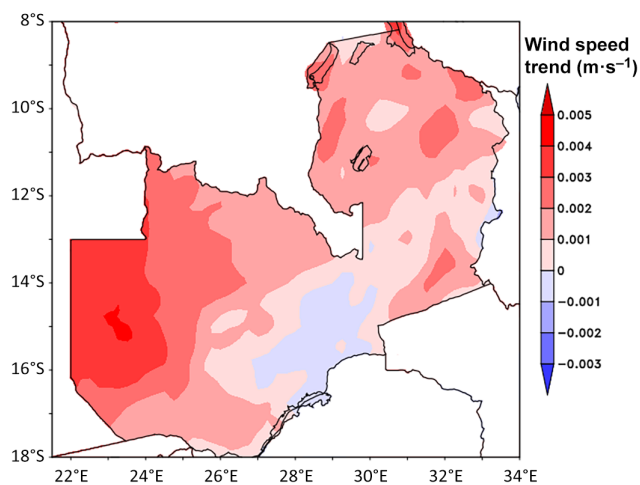 8°S
10°S
12°S
14°S
16°S
18°S
22°E 24°E 26°E 28°E 30°E 32°E 34°E
Wind speed
trend (m·s⁻¹)
0.005
0.004
0.003
0.002
0.001
0
−0.001
−0.002
−0.003